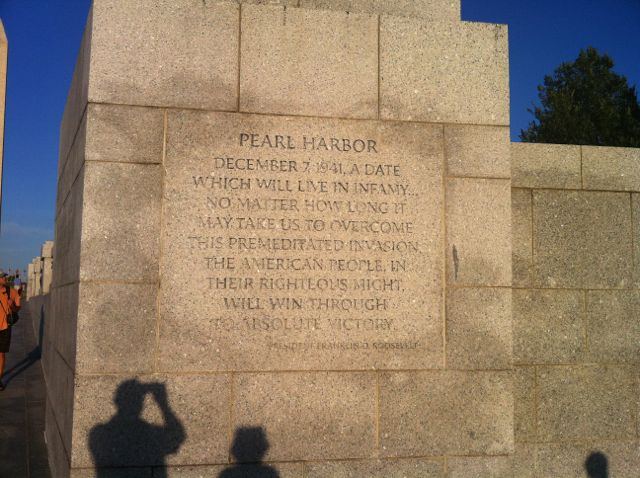 PEARL HARBOR
DECEMBER 7, 1941, A DATE
WHICH WILL LIVE IN INFAMY...
NO MATTER HOW LONG IT
MAY TAKE US TO OVERCOME
THIS PREMEDITATED INVASION,
THE AMERICAN PEOPLE, IN
THEIR RIGHTEOUS MIGHT,
WILL WIN THROUGH
TO ABSOLUTE VICTORY.
PRESIDENT FRANKLIN D. ROOSEVELT